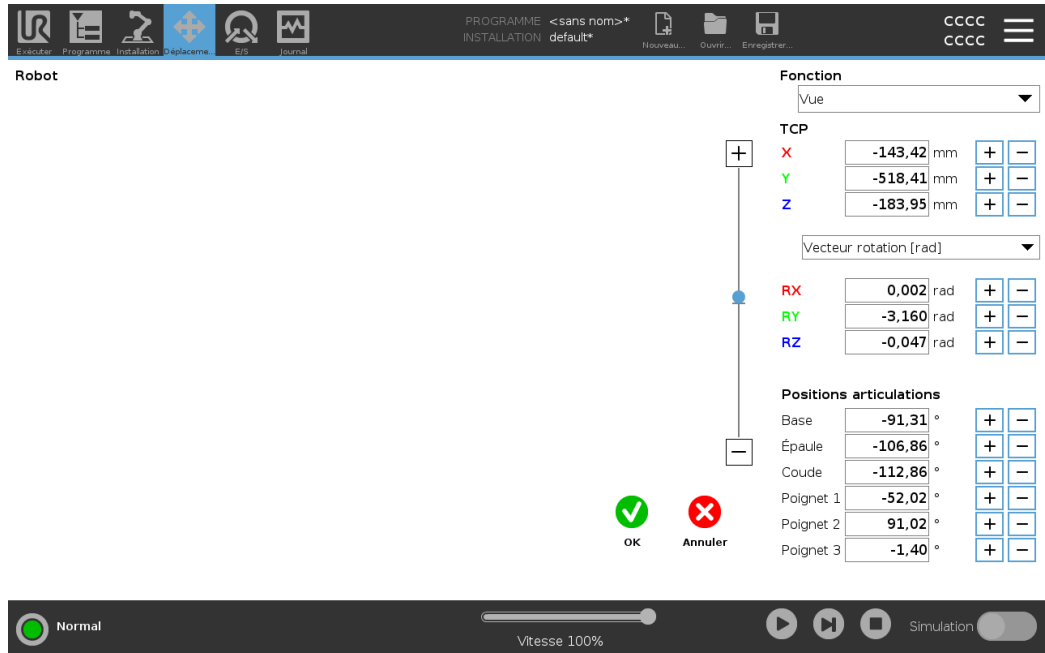 PROGRAMME <sans nom>*
INSTALLATION default*
CCCC
CCCC
Exécuter Programme Installation Déplaceme... E/S Journal Nouveau... Ouvrir... Enregistrer...
Robot
Fonction
Vue
TCP
X -143,42 mm + −
Y -518,41 mm + −
Z -183,95 mm + −
Vecteur rotation [rad]
RX 0,002 rad + −
RY -3,160 rad + −
RZ -0,047 rad + −
Positions articulations
Base -91,31 ° + −
Épaule -106,86 ° + −
Coude -112,86 ° + −
Poignet 1 -52,02 ° + −
Poignet 2 91,02 ° + −
Poignet 3 -1,40 ° + −
OK Annuler
Normal
Vitesse 100%
Simulation